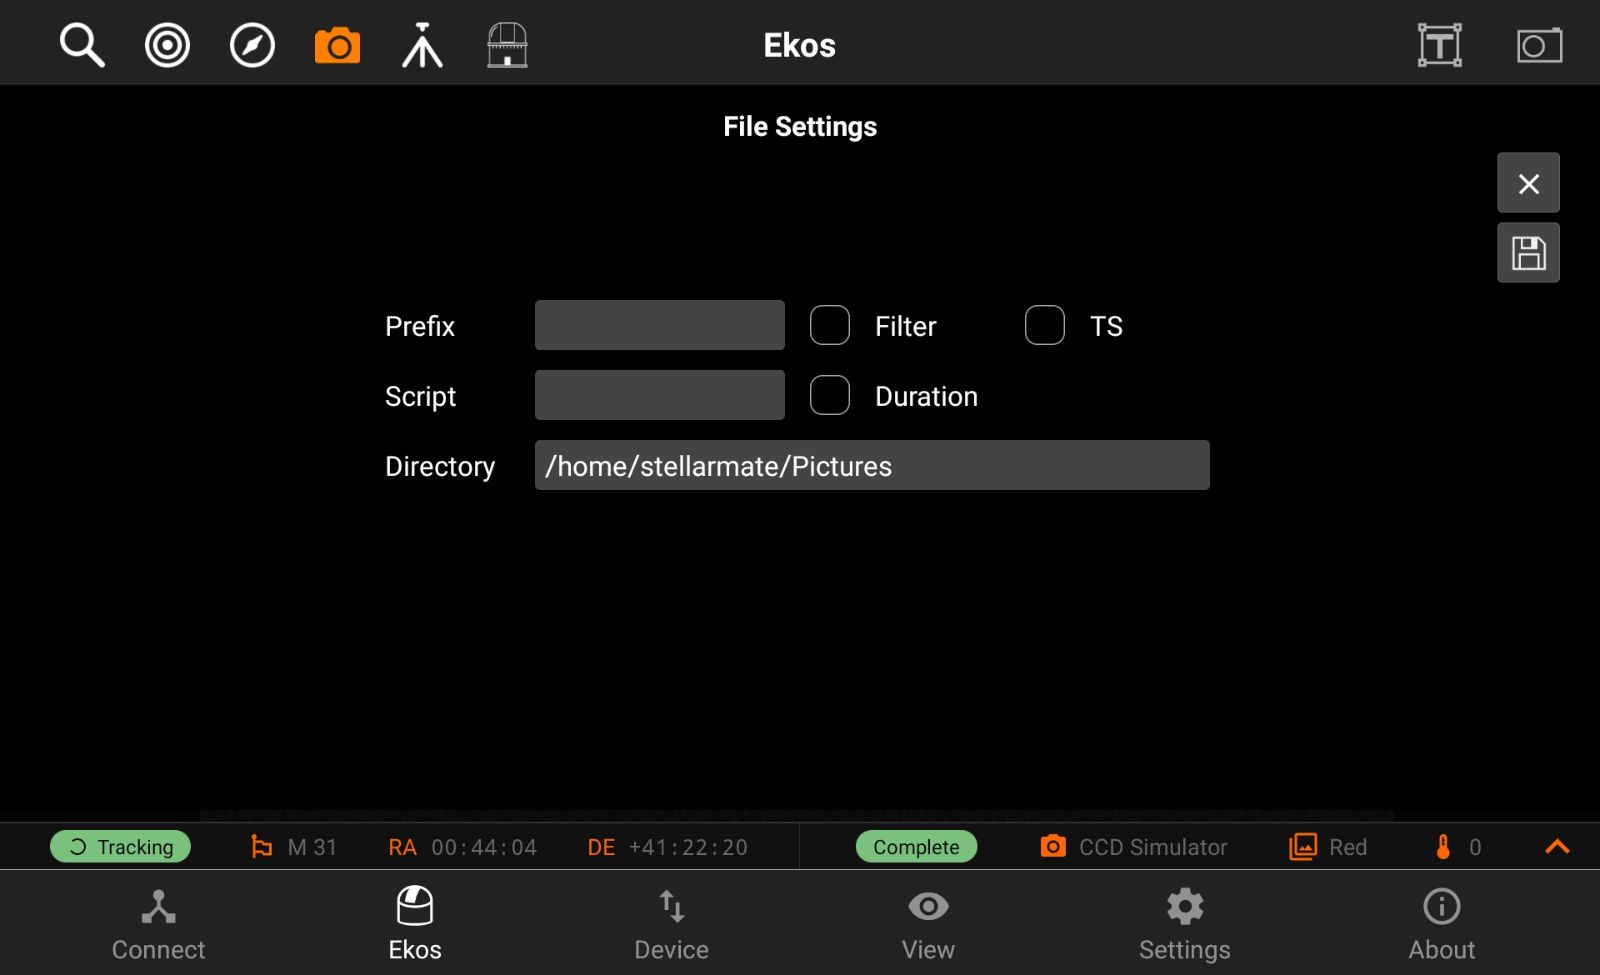 Ekos
File Settings
Prefix Filter TS
Script Duration
Directory /home/stellarmate/Pictures
Tracking M 31 RA 00:44:04 DE +41:22:20 Complete CCD Simulator Red 0
Connect Ekos Device View Settings About